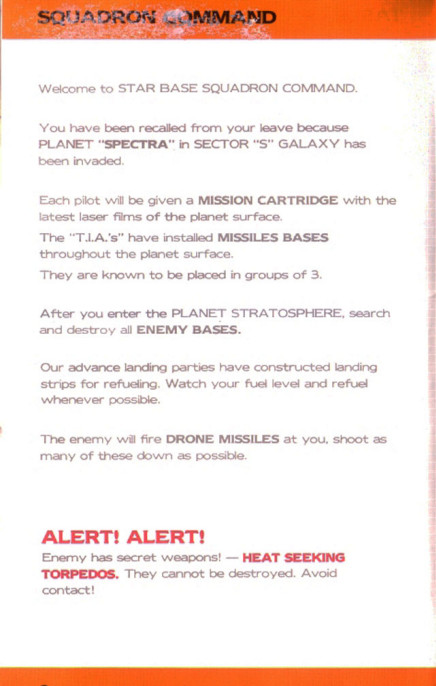 SQUADRON COMMAND
Welcome to STAR BASE SQUADRON COMMAND.
You have been recalled from your leave because
PLANET "SPECTRA" in SECTOR "S" GALAXY has
been invaded.
Each pilot will be given a MISSION CARTRIDGE with the
latest laser films of the planet surface.
The "T.I.A.'s" have installed MISSILES BASES
throughout the planet surface.
They are known to be placed in groups of 3.
After you enter the PLANET STRATOSPHERE, search
and destroy all ENEMY BASES.
Our advance landing parties have constructed landing
strips for refueling. Watch your fuel level and refuel
whenever possible.
The enemy will fire DRONE MISSILES at you, shoot as
many of these down as possible.
ALERT! ALERT!
Enemy has secret weapons! — HEAT SEEKING
TORPEDOS. They cannot be destroyed. Avoid
contact!